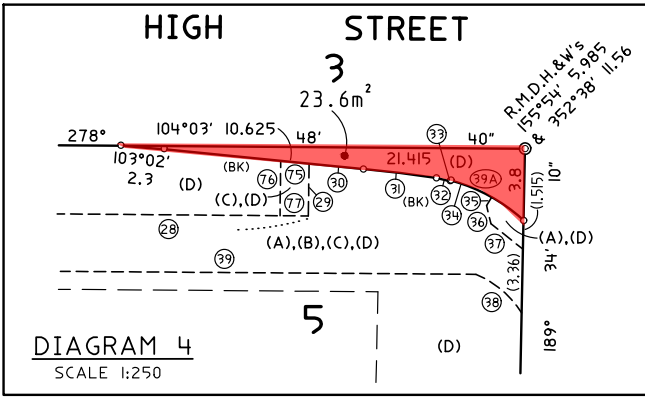 HIGH STREET
R.M.D.H.&W's
155°54' 5.985
& 352°38' 11.56
3
23.6m²
278° 104°03' 10.625 48' 40"
33
103°02'
2.3
(D)
(BK)
76
75
(C),(D)
77
29
30
21.415
(D)
31
(BK)
32
34
39A
35
36
37
3.8
10"
(1.515)
(A),(D)
28
(A),(B),(C),(D)
34'
(3.36)
39
38
5
(D)
189°
DIAGRAM 4
SCALE 1:250